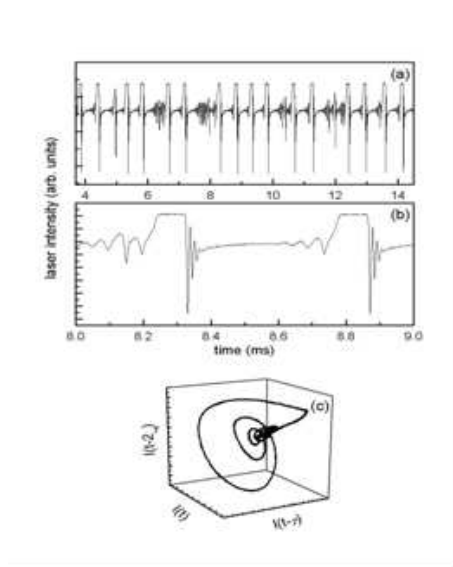 (a)
4 6 8 10 12 14
laser intensity (arb. units)
(b)
8.0 8.2 8.4 8.6 8.8 9.0
time (ms)
(c)
I(t-2
I(t)
I(t-τ)